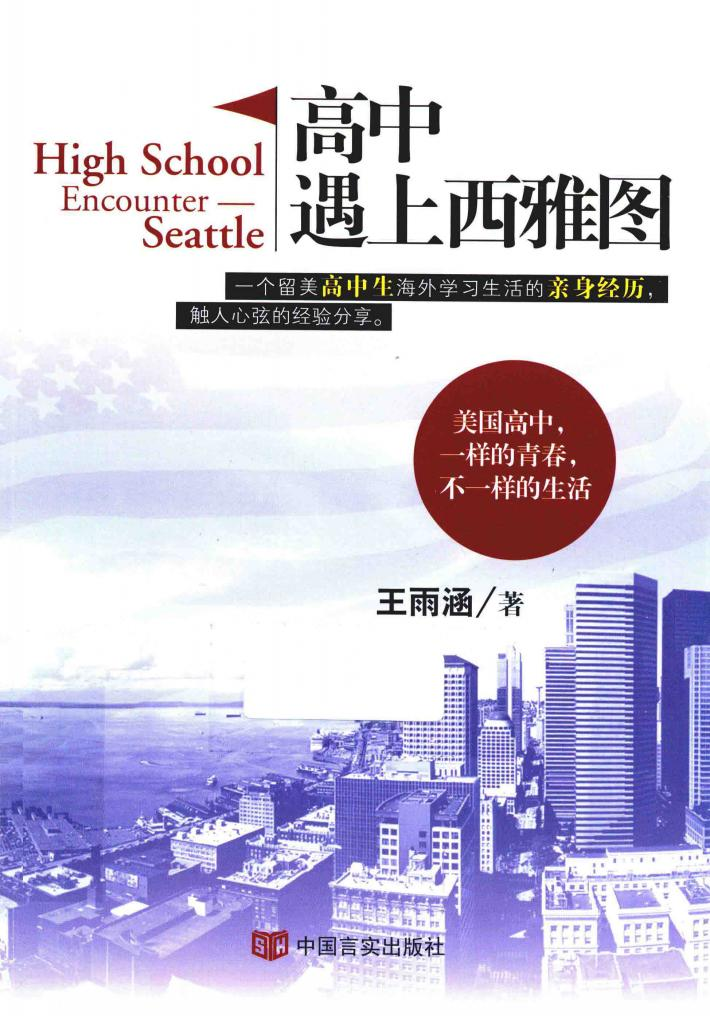 High School
Encounter —
Seattle
高中
遇上西雅图
一个留美高中生海外学习生活的亲身经历，
触人心弦的经验分享。
美国高中，
一样的青春，
不一样的生活
王雨涵/著
SH 中国言实出版社